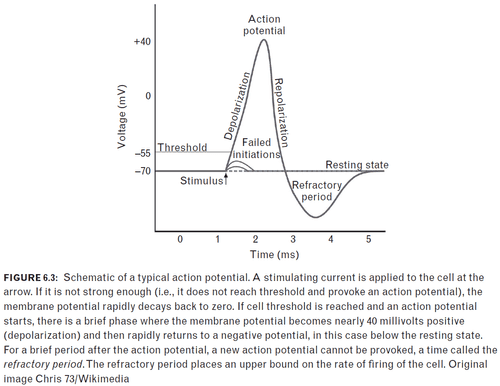 Action
potential
+40
Depolarization
Repolarization
0
Voltage (mV)
Threshold
Failed
initiations
–55
Resting state
–70
Stimulus
Refractory
period
0 1 2 3 4 5
Time (ms)
FIGURE 6.3: Schematic of a typical action potential. A stimulating current is applied to the cell at the
arrow. If it is not strong enough (i.e., it does not reach threshold and provoke an action potential), the
membrane potential rapidly decays back to zero. If cell threshold is reached and an action potential
starts, there is a brief phase where the membrane potential becomes nearly 40 millivolts positive
(depolarization) and then rapidly returns to a negative potential, in this case below the resting state.
For a brief period after the action potential, a new action potential cannot be provoked, a time called the
refractory period. The refractory period places an upper bound on the rate of firing of the cell. Original
image Chris 73/Wikimedia